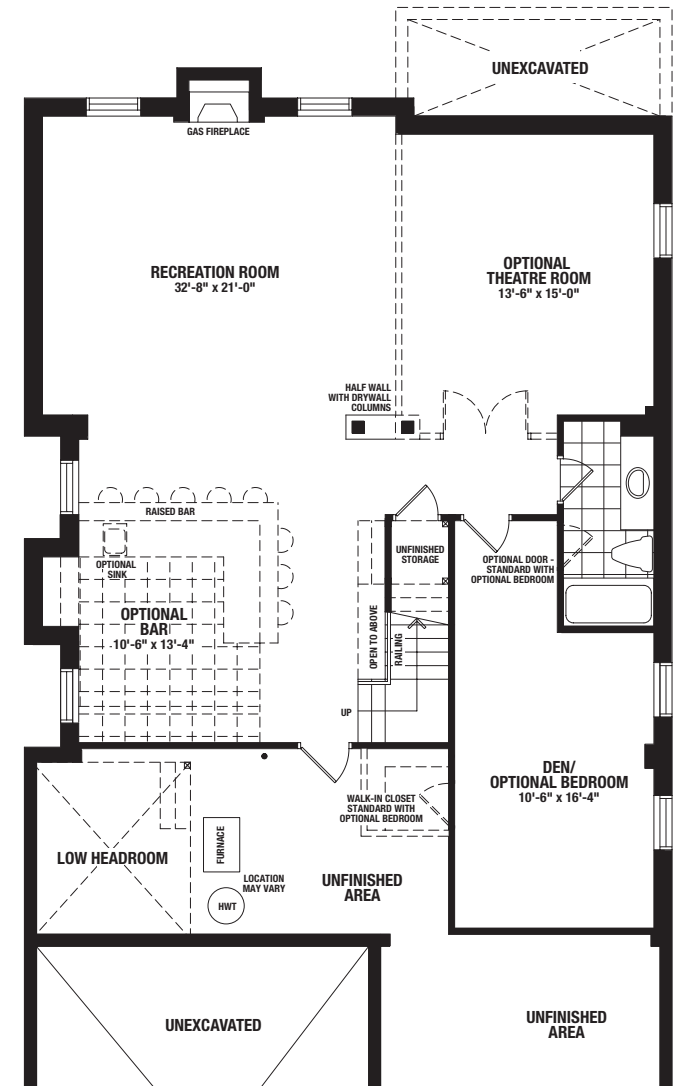 UNEXCAVATED
GAS FIREPLACE
RECREATION ROOM
32'-8" x 21'-0"
OPTIONAL
THEATRE ROOM
13'-6" x 15'-0"
HALF WALL
WITH DRYWALL
COLUMNS
RAISED BAR
OPTIONAL
SINK
UNFINISHED
STORAGE
OPTIONAL DOOR -
STANDARD WITH
OPTIONAL BEDROOM
OPTIONAL
BAR
10'-6" x 13'-4"
OPEN TO ABOVE
RAILING
UP
DEN/
OPTIONAL BEDROOM
10'-6" x 16'-4"
WALK-IN CLOSET
STANDARD WITH
OPTIONAL BEDROOM
LOW HEADROOM
FURNACE
LOCATION
MAY VARY
HWT
UNFINISHED
AREA
UNEXCAVATED
UNFINISHED
AREA